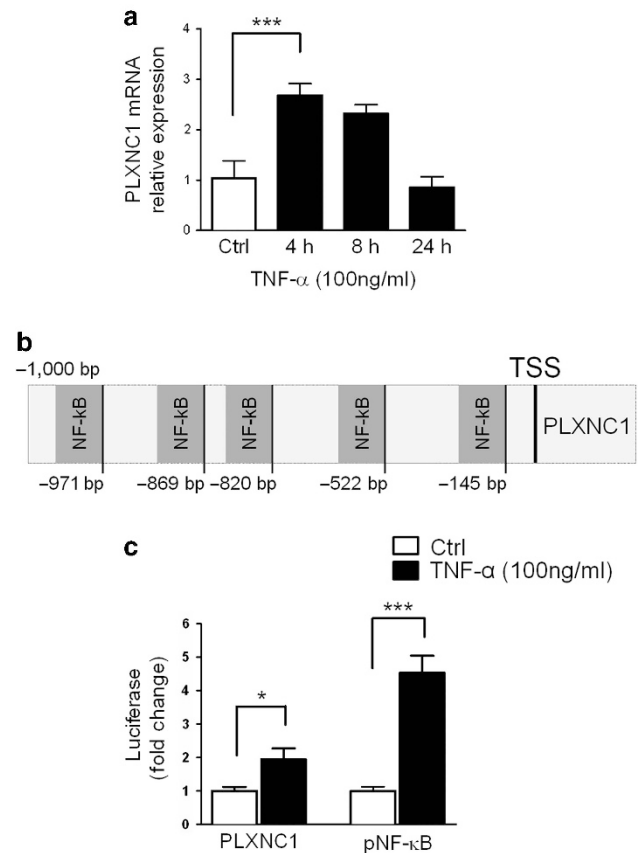 a
4
***
3
2
1
0
PLXNC1 mRNA
relative expression
Ctrl 4 h 8 h 24 h
TNF-α (100ng/ml)
b
−1,000 bp
TSS
NF-kB NF-kB NF-kB NF-kB NF-kB PLXNC1
−971 bp −869 bp −820 bp −522 bp −145 bp
c
Ctrl
TNF-α (100ng/ml)
6
***
5
4
*
3
2
1
0
Luciferase
(fold change)
PLXNC1 pNF-κB